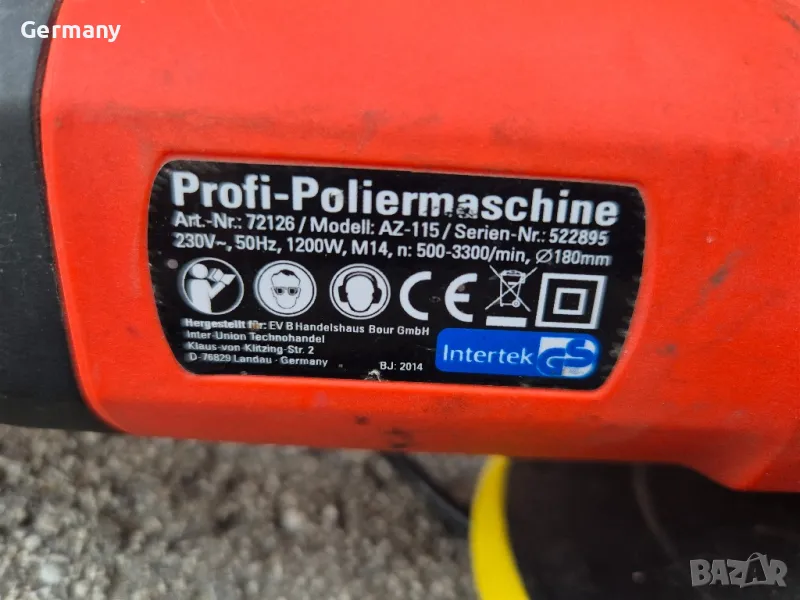 Germany
Profi-Poliermaschine
Art.-Nr.: 72126 / Modell: AZ-115 / Serien-Nr.: 522895
230V~, 50Hz, 1200W, M14, n: 500-3300/min, Ø180mm
CE
Hergestellt für: EV B Handelshaus Bour GmbH
Inter-Union Technohandel
Klaus-von-Klitzing-Str. 2
D-76829 Landau - Germany
BJ: 2014
Intertek GS
BAZAR